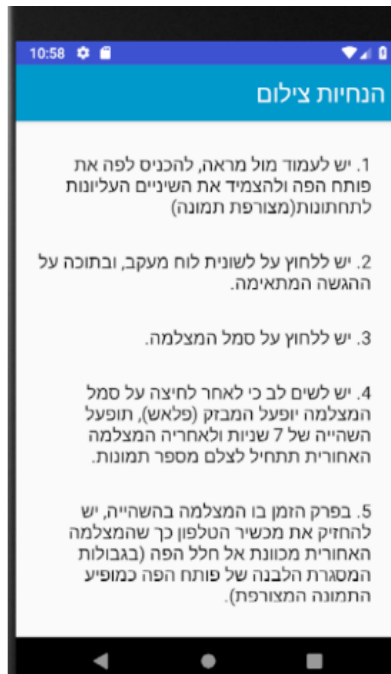 10:58
הנחיות צילום
1. יש לעמוד מול מראה, להכניס לפה את
פותח הפה ולהצמיד את השיניים העליונות
לתחתונות(מצורפת תמונה)
2. יש ללחוץ על לשונית לוח מעקב, ובתוכה על
ההגשה המתאימה.
3. יש ללחוץ על סמל המצלמה.
4. יש לשים לב כי לאחר לחיצה על סמל
המצלמה יופעל המבזק (פלאש), תופעל
השהייה של 7 שניות ולאחריה המצלמה
האחורית תתחיל לצלם מספר תמונות.
5. בפרק הזמן בו המצלמה בהשהייה, יש
להחזיק את מכשיר הטלפון כך שהמצלמה
האחורית מכוונת אל חלל הפה (בגבולות
המסגרת הלבנה של פותח הפה כמופיע
התמונה המצורפת).